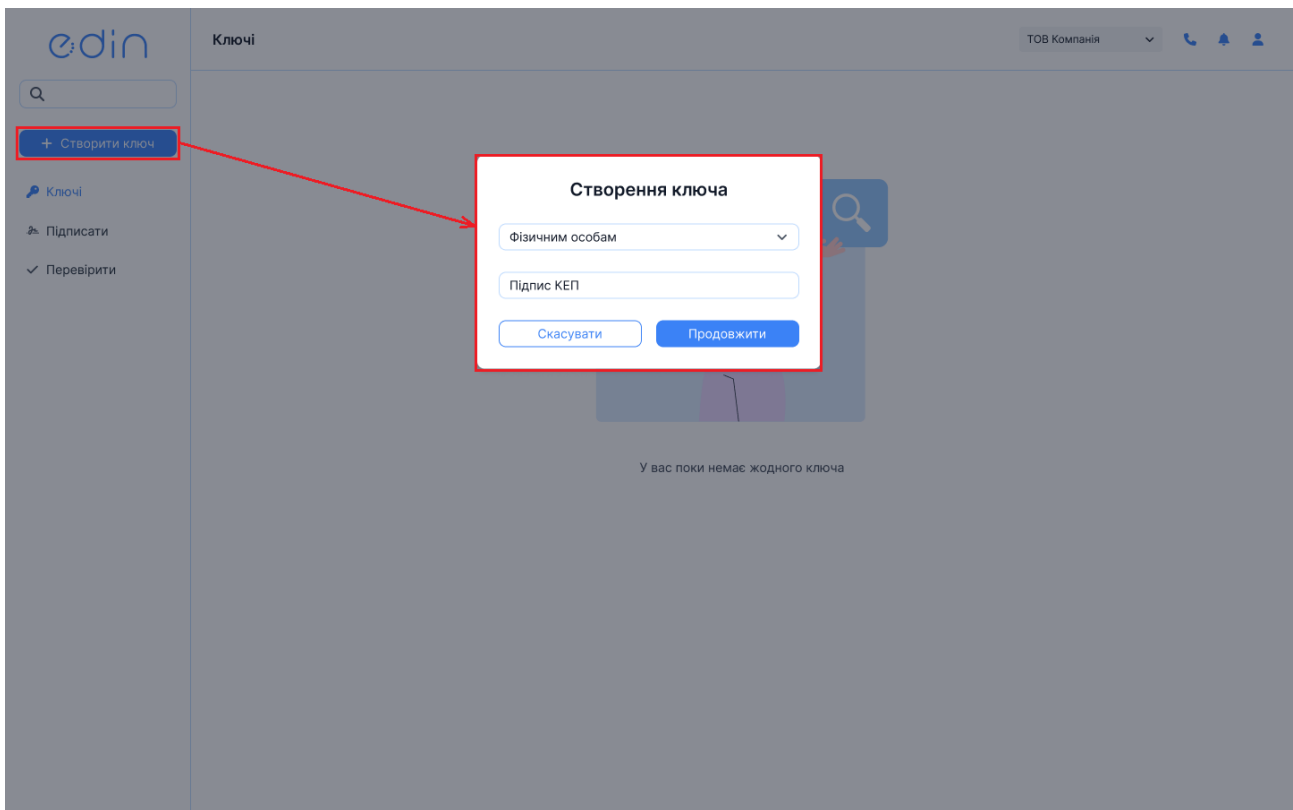 edin
Ключі
ТОВ Компанія
+ Створити ключ
Ключі
Підписати
Перевірити
Створення ключа
Фізичним особам
Підпис КЕП
Скасувати
Продовжити
У вас поки немає жодного ключа